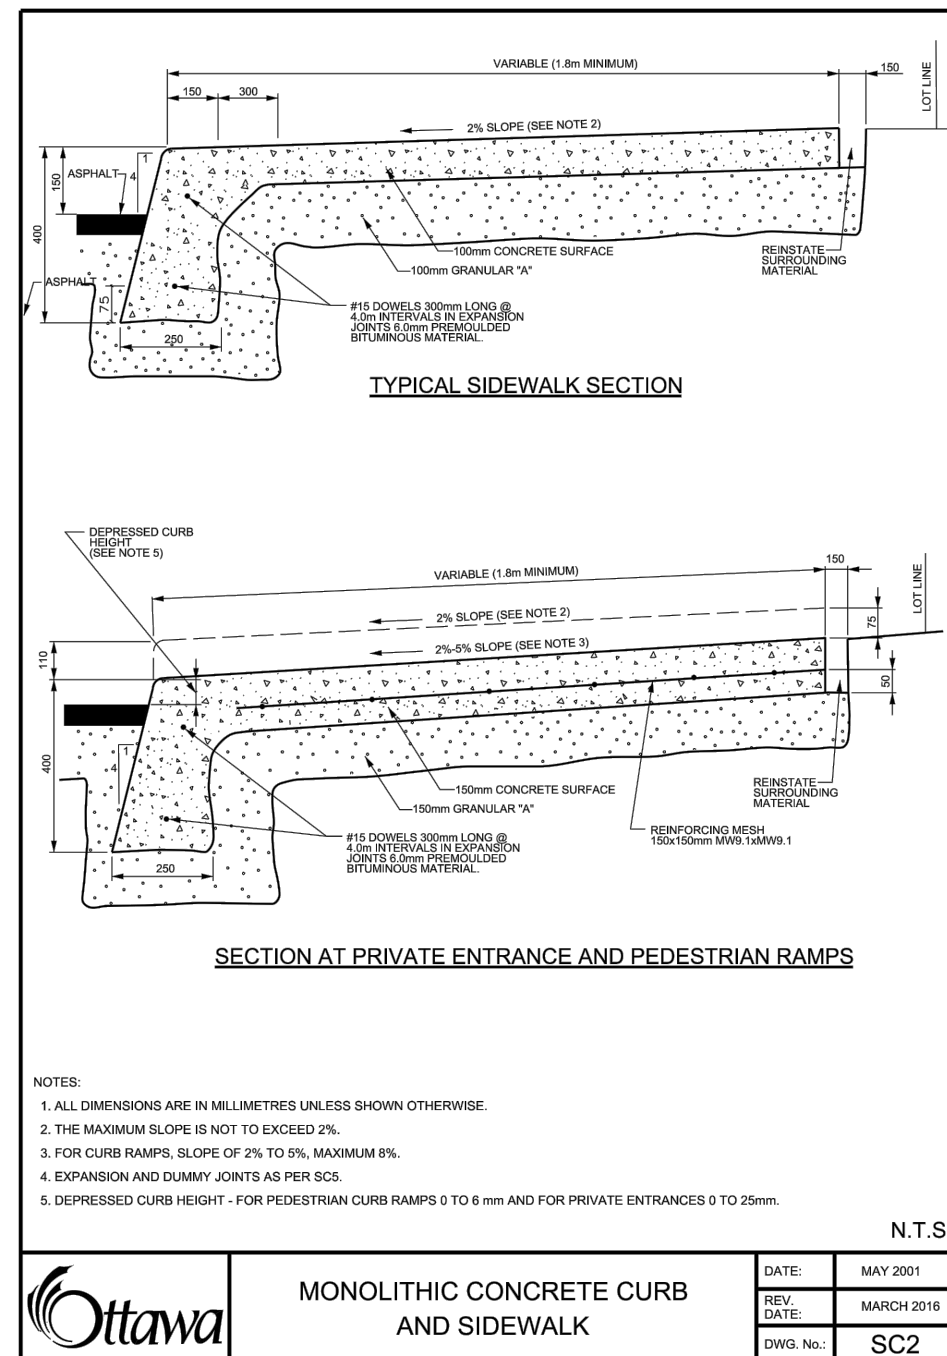 VARIABLE (1.8m MINIMUM)
150
LOT LINE
150
300
2% SLOPE (SEE NOTE 2)
1
4
ASPHALT
150
400
100mm CONCRETE SURFACE
100mm GRANULAR "A"
REINSTATE
SURROUNDING
MATERIAL
ASPHALT
75
#15 DOWELS 300mm LONG @
4.0m INTERVALS IN EXPANSION
JOINTS 6.0mm PREMOULDED
BITUMINOUS MATERIAL.
250
TYPICAL SIDEWALK SECTION
DEPRESSED CURB
HEIGHT
(SEE NOTE 5)
VARIABLE (1.8m MINIMUM)
150
LOT LINE
2% SLOPE (SEE NOTE 2)
75
2%-5% SLOPE (SEE NOTE 3)
110
50
400
1
4
150mm CONCRETE SURFACE
150mm GRANULAR "A"
REINSTATE
SURROUNDING
MATERIAL
REINFORCING MESH
150x150mm MW9.1xMW9.1
#15 DOWELS 300mm LONG @
4.0m INTERVALS IN EXPANSION
JOINTS 6.0mm PREMOULDED
BITUMINOUS MATERIAL.
250
SECTION AT PRIVATE ENTRANCE AND PEDESTRIAN RAMPS
NOTES:
1. ALL DIMENSIONS ARE IN MILLIMETRES UNLESS SHOWN OTHERWISE.
2. THE MAXIMUM SLOPE IS NOT TO EXCEED 2%.
3. FOR CURB RAMPS, SLOPE OF 2% TO 5%, MAXIMUM 8%.
4. EXPANSION AND DUMMY JOINTS AS PER SC5.
5. DEPRESSED CURB HEIGHT - FOR PEDESTRIAN CURB RAMPS 0 TO 6 mm AND FOR PRIVATE ENTRANCES 0 TO 25mm.
N.T.S
Ottawa
MONOLITHIC CONCRETE CURB
AND SIDEWALK
DATE: MAY 2001
REV.
DATE: MARCH 2016
DWG. No.: SC2